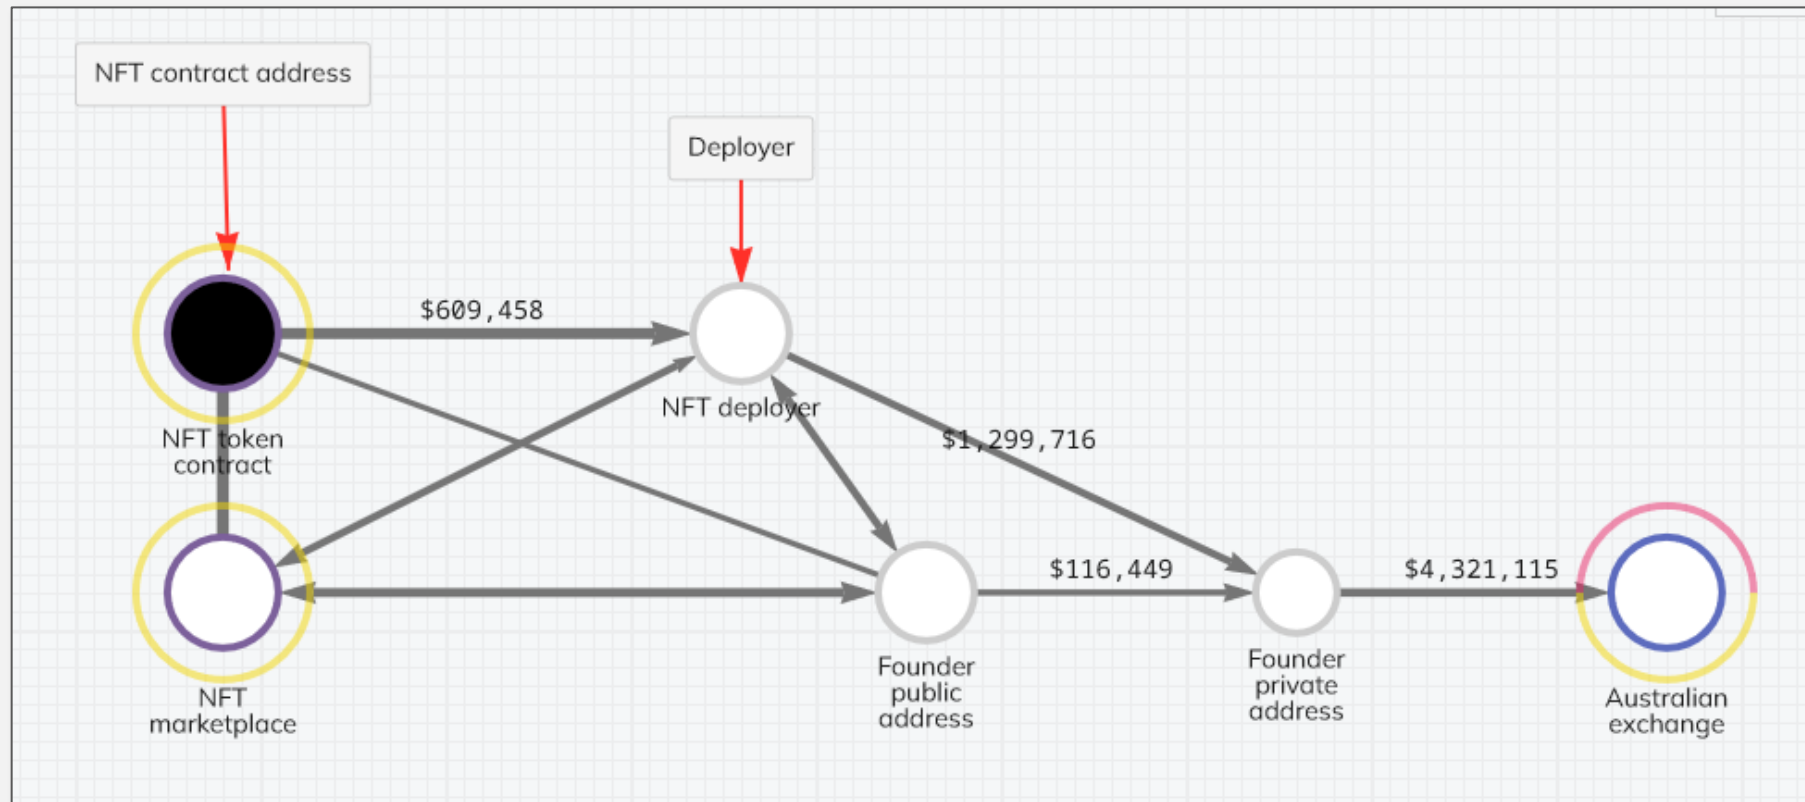 NFT contract address
Deployer
$609,458
NFT deployer
NFT token
contract
$1,299,716
$116,449
$4,321,115
Founder
public
address
Founder
private
address
NFT
marketplace
Australian
exchange